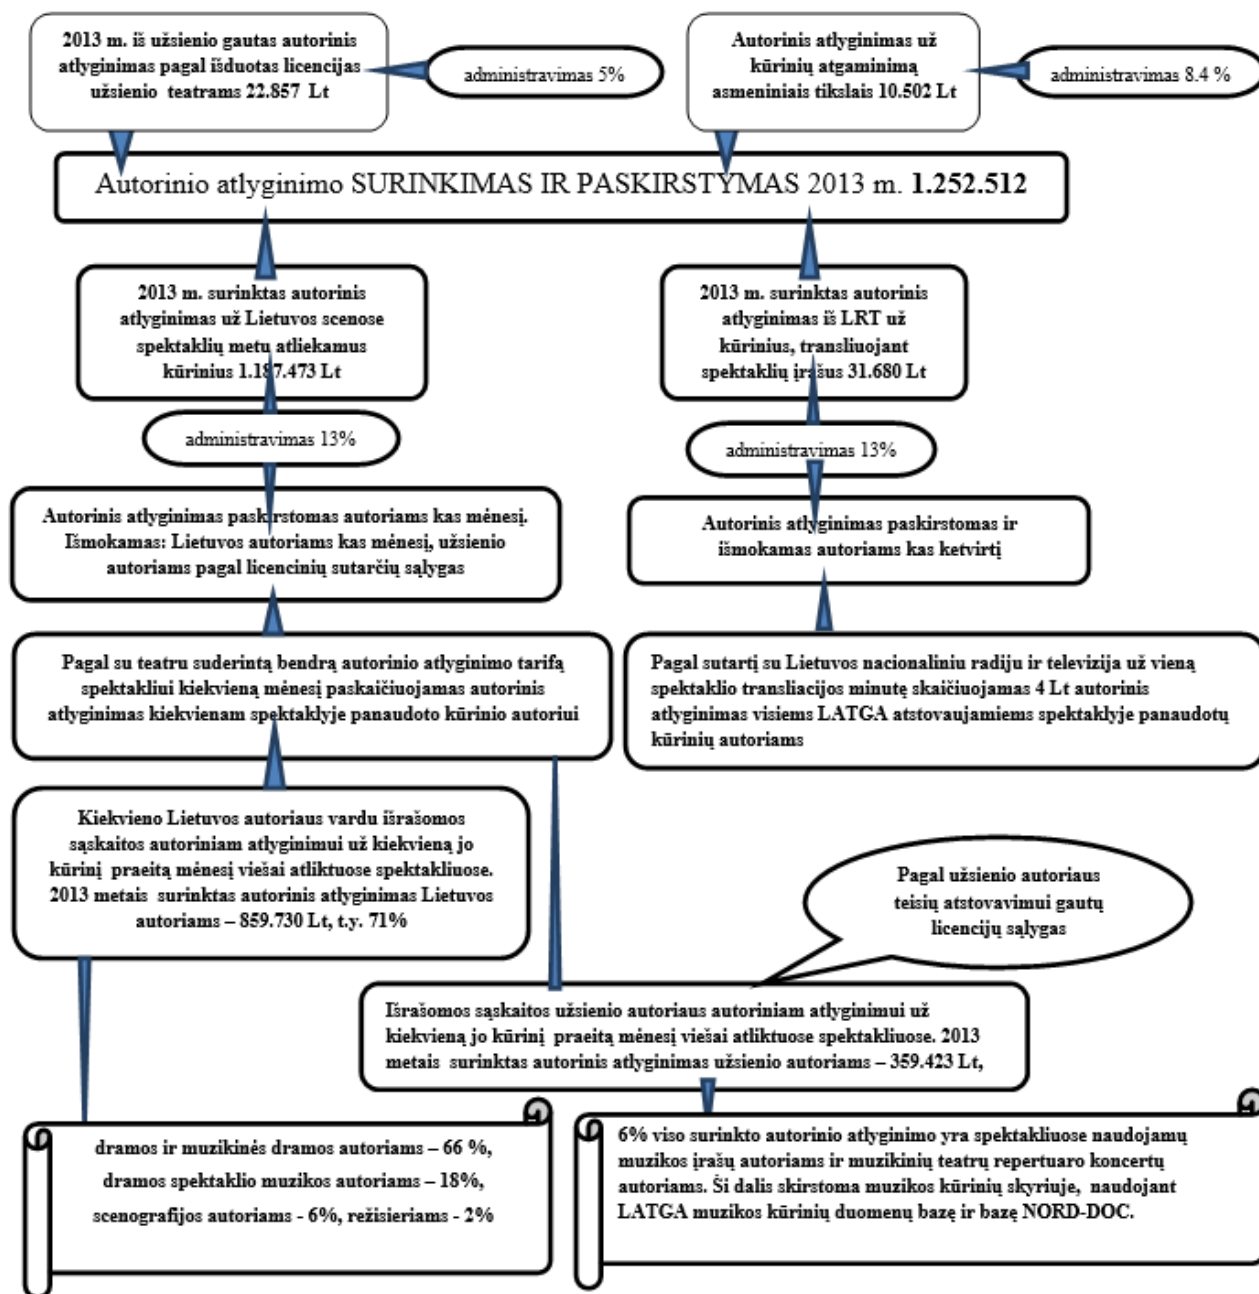 2013 m. iš užsienio gautas autorinis
atlyginimas pagal išduotas licencijas
užsienio teatrams 22.857 Lt
administravimas 5%
Autorinis atlyginimas už
kūrinių atgaminimą
asmeniniais tikslais 10.502 Lt
administravimas 8.4 %
Autorinio atlyginimo SURINKIMAS IR PASKIRSTYMAS 2013 m. 1.252.512
2013 m. surinktas autorinis
atlyginimas už Lietuvos scenose
spektaklių metu atliekamus
kūrinius 1.187.473 Lt
2013 m. surinktas autorinis
atlyginimas iš LRT už
kūrinius, transliuojant
spektaklių įrašus 31.680 Lt
administravimas 13%
administravimas 13%
Autorinis atlyginimas paskirstomas autoriams kas mėnesį.
Išmokamas: Lietuvos autoriams kas mėnesį, užsienio
autoriams pagal licencinių sutarčių sąlygas
Autorinis atlyginimas paskirstomas ir
išmokamas autoriams kas ketvirtį
Pagal su teatru suderintą bendrą autorinio atlyginimo tarifą
spektakliui kiekvieną mėnesį paskaičiuojamas autorinis
atlyginimas kiekvienam spektaklyje panaudoto kūrinio autoriui
Pagal sutartį su Lietuvos nacionaliniu radiju ir televizija už vieną
spektaklio transliacijos minutę skaičiuojamas 4 Lt autorinis
atlyginimas visiems LATGA atstovaujamiems spektaklyje panaudotų
kūrinių autoriams
Kiekvieno Lietuvos autoriaus vardu išrašomos
sąskaitos autoriniam atlyginimui už kiekvieną jo
kūrinį praeitą mėnesį viešai atliktuose spektakliuose.
2013 metais surinktas autorinis atlyginimas Lietuvos
autoriams – 859.730 Lt, t.y. 71%
Pagal užsienio autoriaus
teisių atstovavimui gautų
licencijų sąlygas
Išrašomos sąskaitos užsienio autoriaus autoriniam atlyginimui už
kiekvieną jo kūrinį praeitą mėnesį viešai atliktuose spektakliuose. 2013
metais surinktas autorinis atlyginimas užsienio autoriams – 359.423 Lt,
dramos ir muzikinės dramos autoriams – 66 %,
dramos spektaklio muzikos autoriams – 18%,
scenografijos autoriams - 6%, režisieriams - 2%
6% viso surinkto autorinio atlyginimo yra spektakliuose naudojamų
muzikos įrašų autoriams ir muzikinių teatrų repertuaro koncertų
autoriams. Ši dalis skirstoma muzikos kūrinių skyriuje, naudojant
LATGA muzikos kūrinių duomenų bazę ir bazę NORD-DOC.